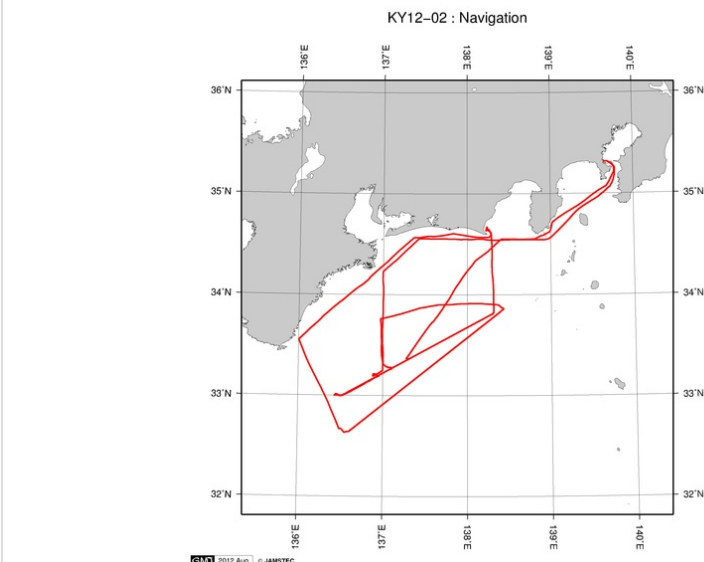 KY12−02 : Navigation
136˚E 137˚E 138˚E 139˚E 140˚E
36˚N 36˚N
35˚N 35˚N
34˚N 34˚N
33˚N 33˚N
32˚N 32˚N
136˚E 137˚E 138˚E 139˚E 140˚E
GMD 2012 Aug © JAMSTEC